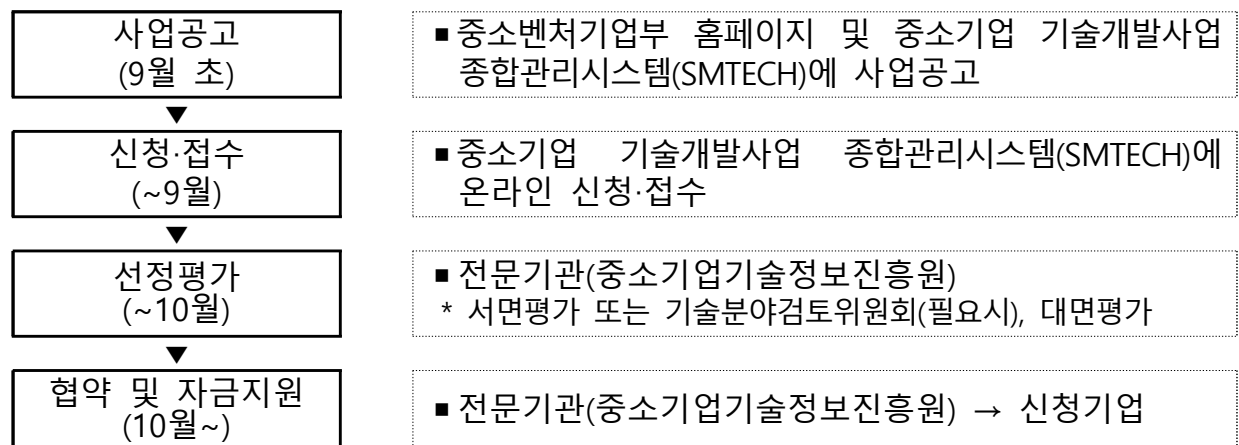 사업공고
(9월 초)
■ 중소벤처기업부 홈페이지 및 중소기업 기술개발사업
종합관리시스템(SMTECH)에 사업공고
▼
신청·접수
(~9월)
■ 중소기업 기술개발사업 종합관리시스템(SMTECH)에
온라인 신청·접수
▼
선정평가
(~10월)
■ 전문기관(중소기업기술정보진흥원)
* 서면평가 또는 기술분야검토위원회(필요시), 대면평가
▼
협약 및 자금지원
(10월~)
■ 전문기관(중소기업기술정보진흥원) → 신청기업